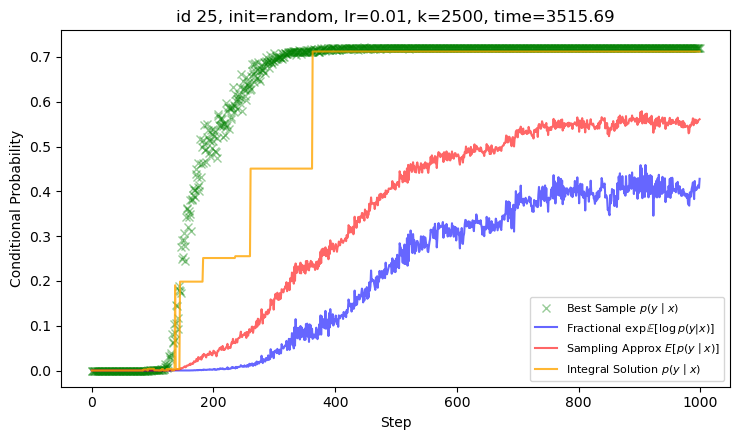 id 25, init=random, lr=0.01, k=2500, time=3515.69
Conditional Probability
0.7
0.6
0.5
0.4
0.3
0.2
0.1
0.0
0
200
400
600
800
1000
Step
Best Sample p(y | x)
Fractional exp𝔼[log p(y|x)]
Sampling Approx E[p(y | x)]
Integral Solution p(y | x)